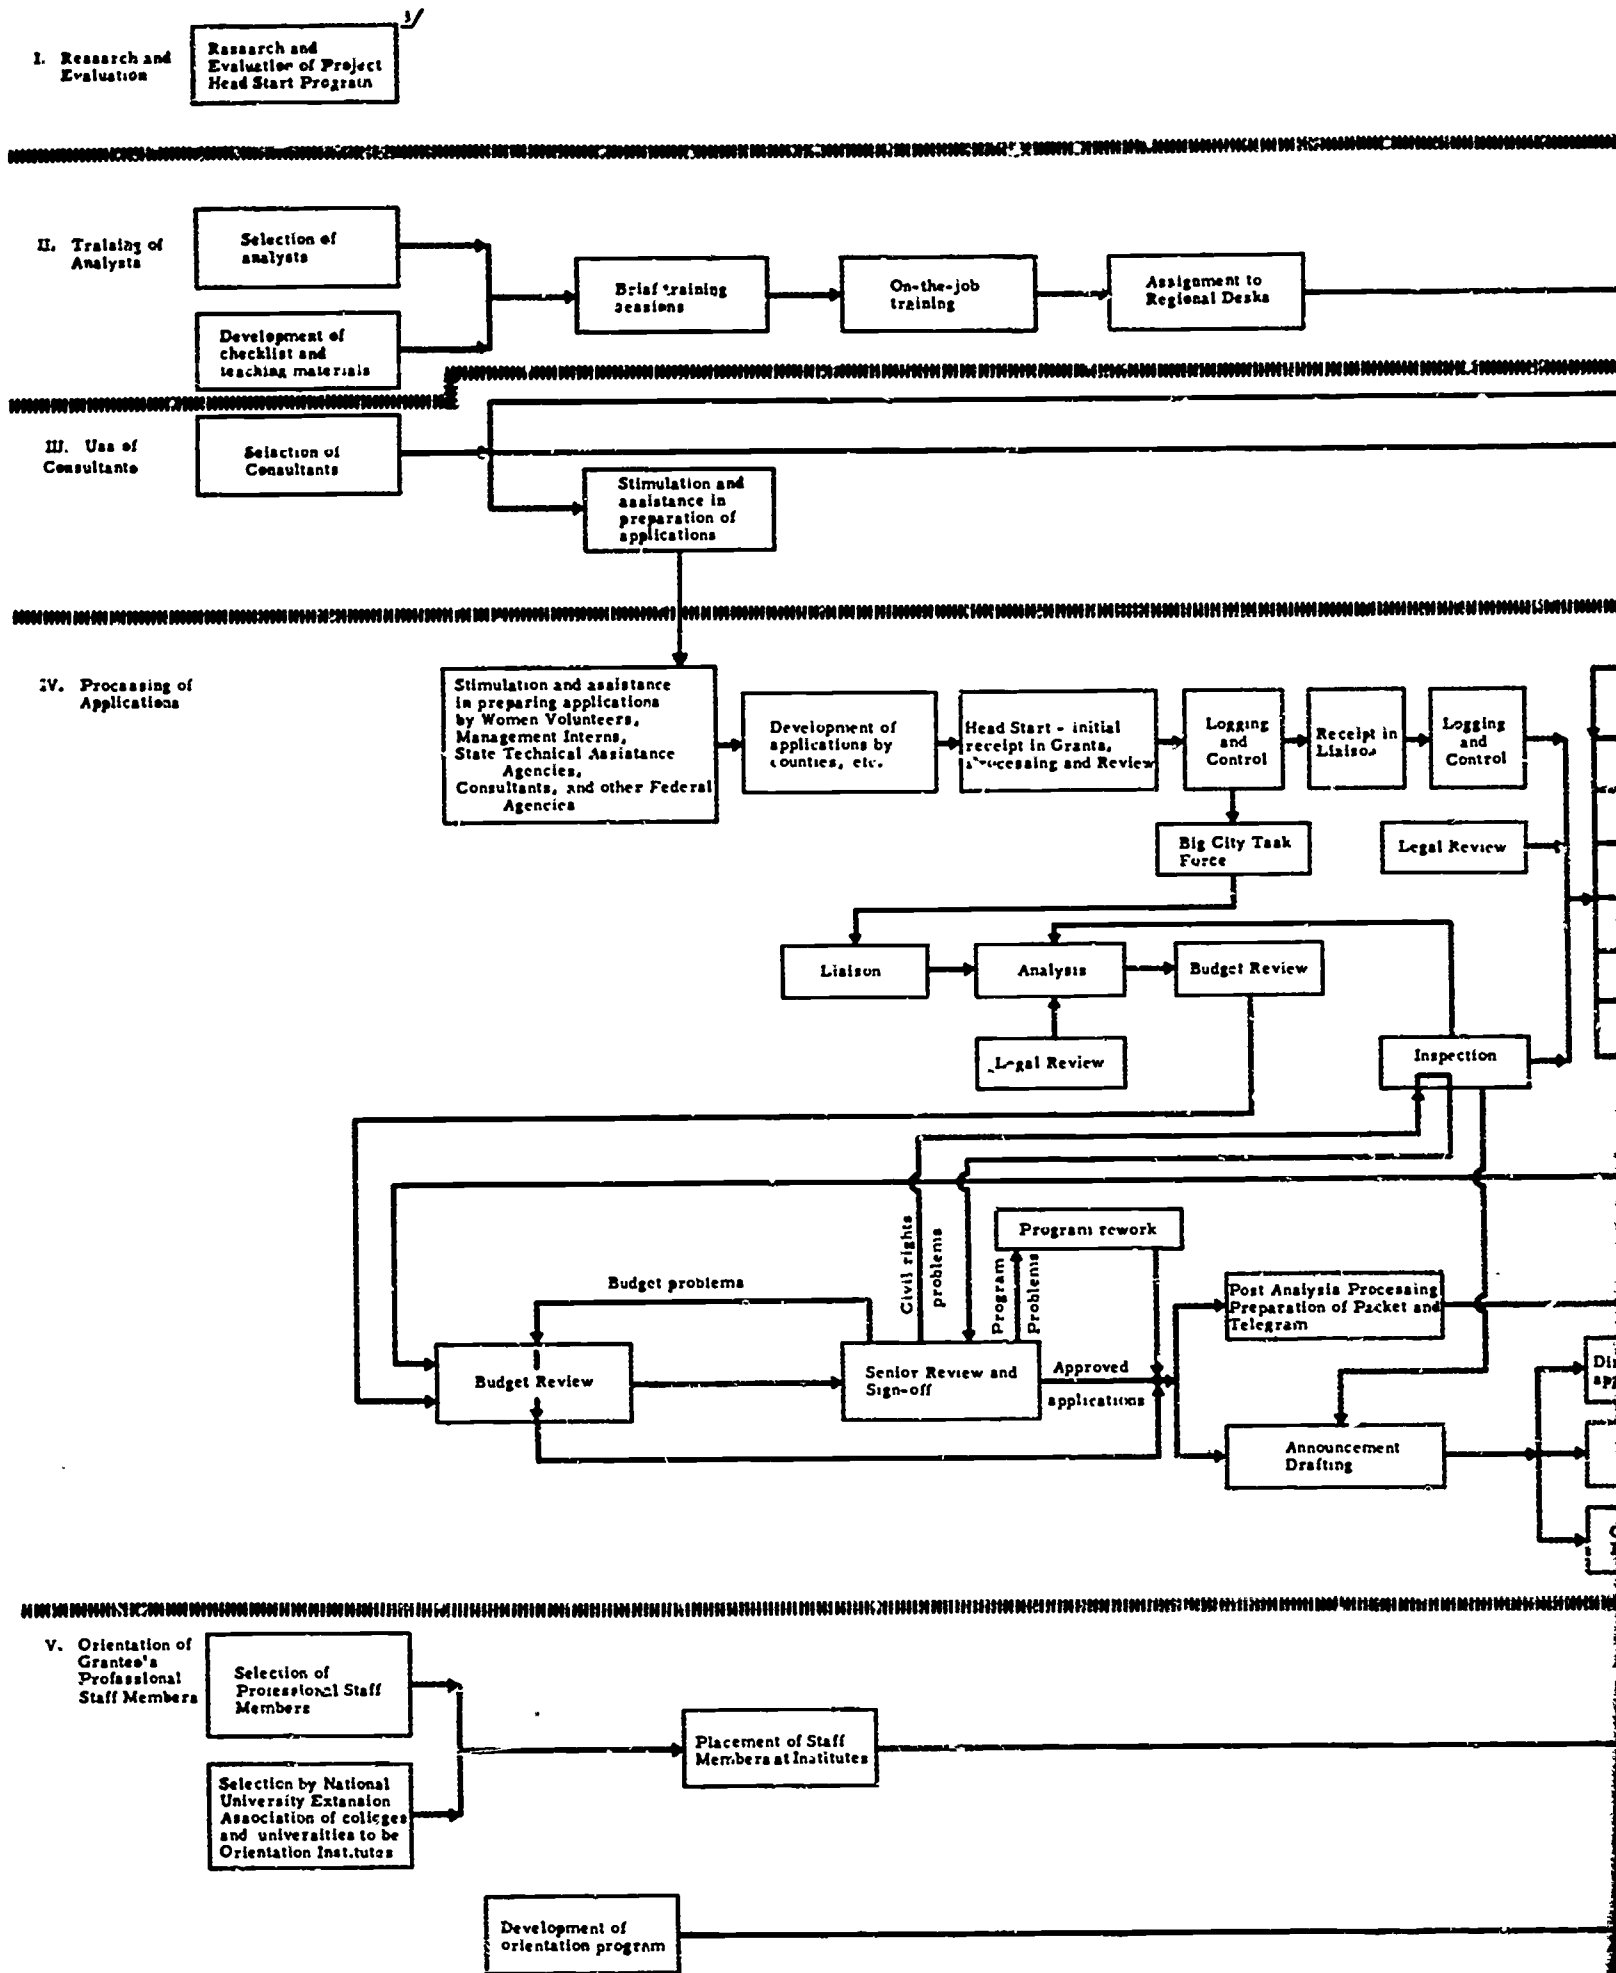 3/
I. Research and
Evaluation
Research and
Evaluation of Project
Head Start Program
II. Training of
Analysts
Selection of
analysts
Development of
checklist and
teaching materials
Brief training
sessions
On-the-job
training
Assignment to
Regional Desks
III. Use of
Consultants
Selection of
Consultants
Stimulation and
assistance in
preparation of
applications
IV. Processing of
Applications
Stimulation and assistance
in preparing applications
by Women Volunteers,
Management Interns,
State Technical Assistance
Agencies,
Consultants, and other Federal
Agencies
Development of
applications by
counties, etc.
Head Start - initial
receipt in Grants,
Processing and Review
Logging
and
Control
Receipt in
Liaison
Logging
and
Control
Big City Task
Force
Legal Review
Liaison
Analysis
Budget Review
Legal Review
Inspection
Civil rights
problems
Program rework
Program
Problems
Budget problems
Post Analysis Processing
Preparation of Packet and
Telegram
Budget Review
Senior Review and
Sign-off
Approved
applications
Announcement
Drafting
V. Orientation of
Grantee's
Professional
Staff Members
Selection of
Professional Staff
Members
Placement of Staff
Members at Institutes
Selection by National
University Extension
Association of colleges
and universities to be
Orientation Institutes
Development of
orientation program